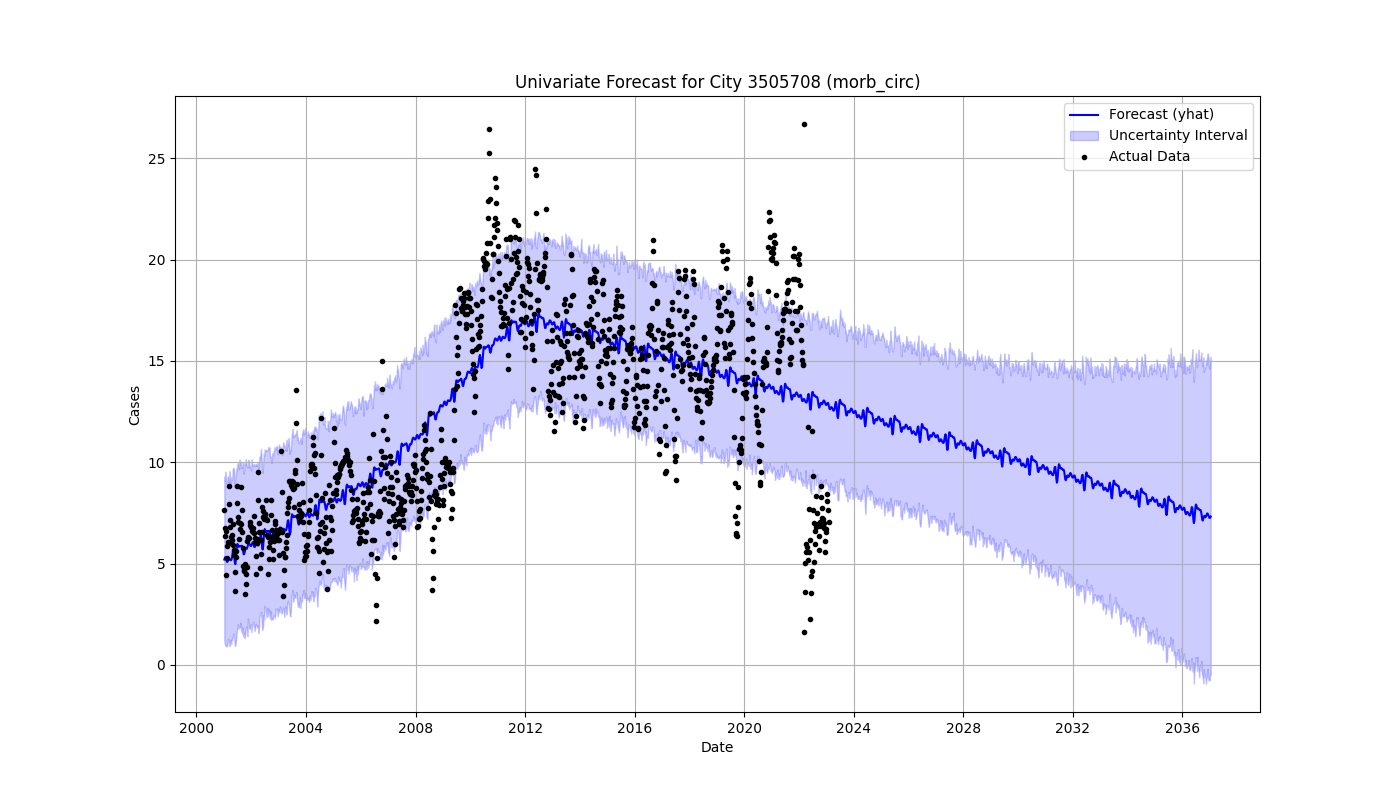 Univariate Forecast for City 3505708 (morb_circ)
Forecast (yhat)
Uncertainty Interval
Actual Data
Cases
25
20
15
10
5
0
2000 2004 2008 2012 2016 2020 2024 2028 2032 2036
Date